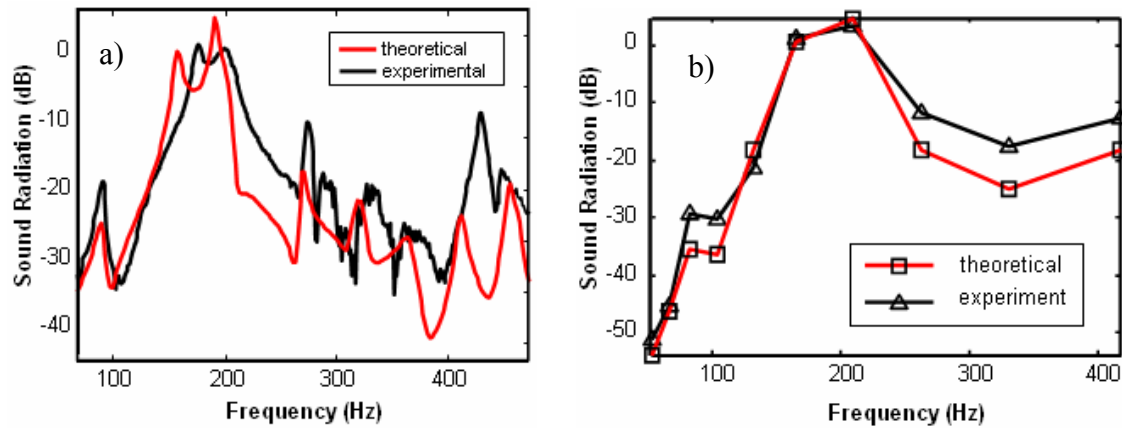 a)
theoretical
experimental
Sound Radiation (dB)
0
-10
-20
-30
-40
100
200
300
400
Frequency (Hz)
b)
theoretical
experiment
Sound Radiation (dB)
0
-10
-20
-30
-40
-50
100
200
300
400
Frequency (Hz)